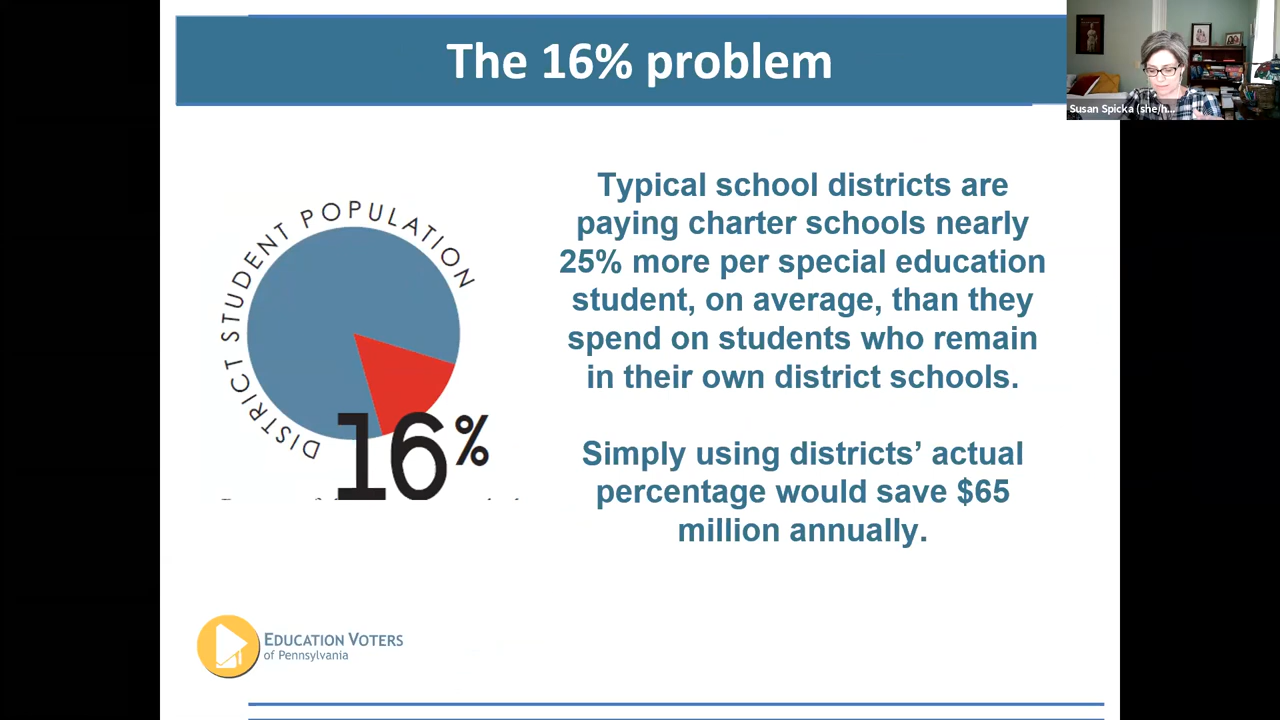 The 16% problem
Susan Spicka (she/h...
Typical school districts are
paying charter schools nearly
25% more per special education
student, on average, than they
spend on students who remain
in their own district schools.
Simply using districts’ actual
percentage would save $65
million annually.
DISTRICT STUDENT POPULATION
16%
EDUCATION VOTERS
of Pennsylvania